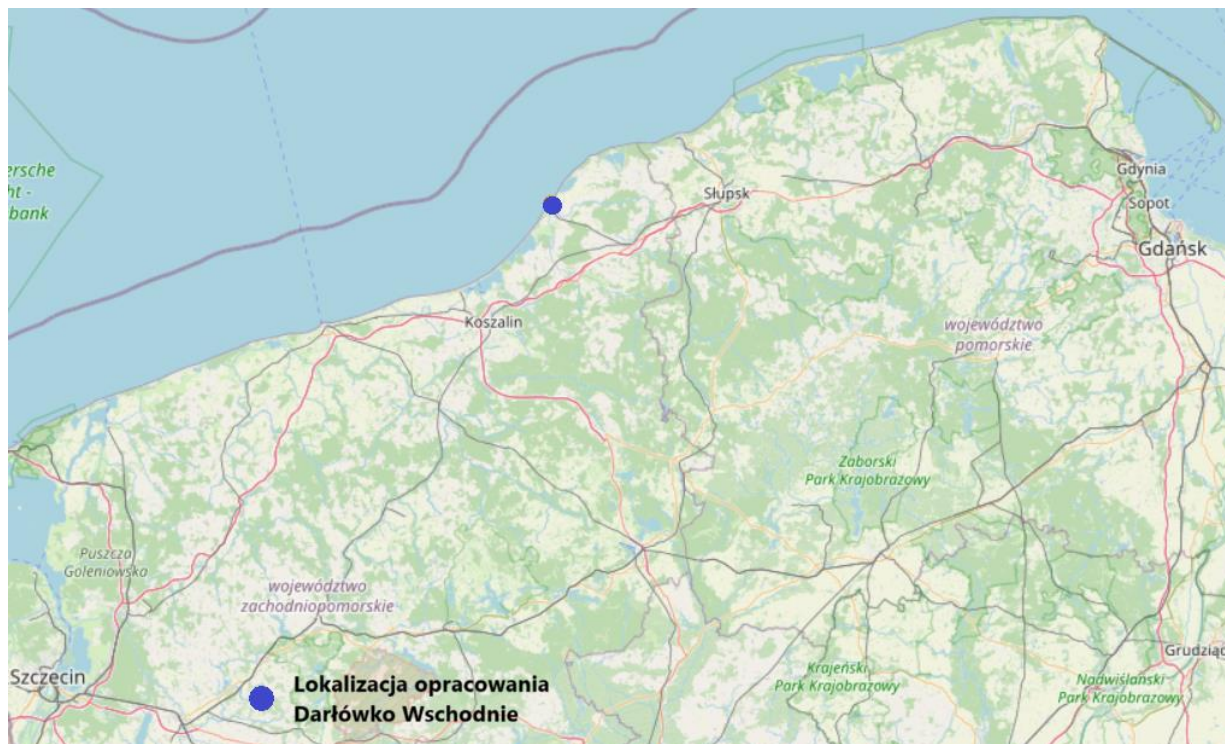 ersche
ht -
bank
Gdynia
Słupsk
Sopot
Gdańsk
Koszalin
województwo
pomorskie
Zaborski
Park Krajobrazowy
Puszcza
Goleniowska
województwo
zachodniopomorskie
Grudziąd
Szczecin
Krajeński
Park Krajobrazowy
Nadwiślański
Park Krajobrazowy
Lokalizacja opracowania
Darłówko Wschodnie